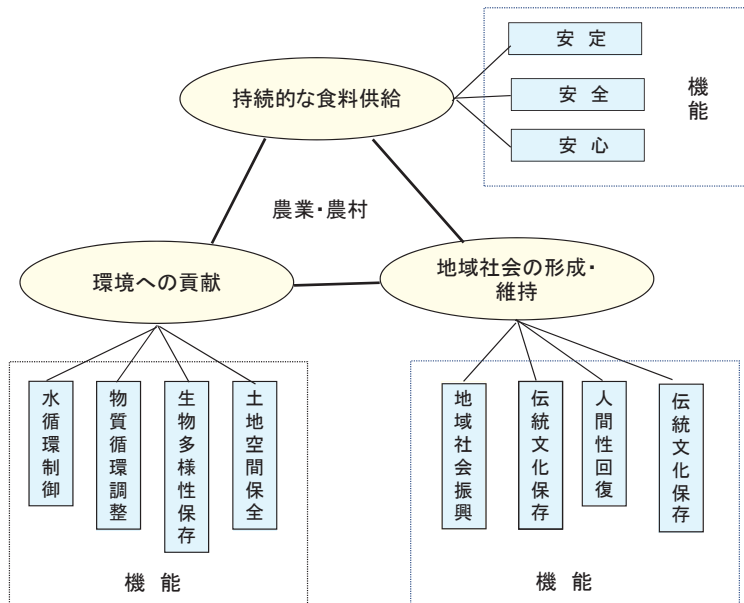 持続的な食料供給
安 定
安 全
安 心
機能
農業・農村
環境への貢献
地域社会の形成・
維持
水循環制御
物質循環調整
生物多様性保存
土地空間保全
機 能
地域社会振興
伝統文化保存
人間性回復
伝統文化保存
機 能